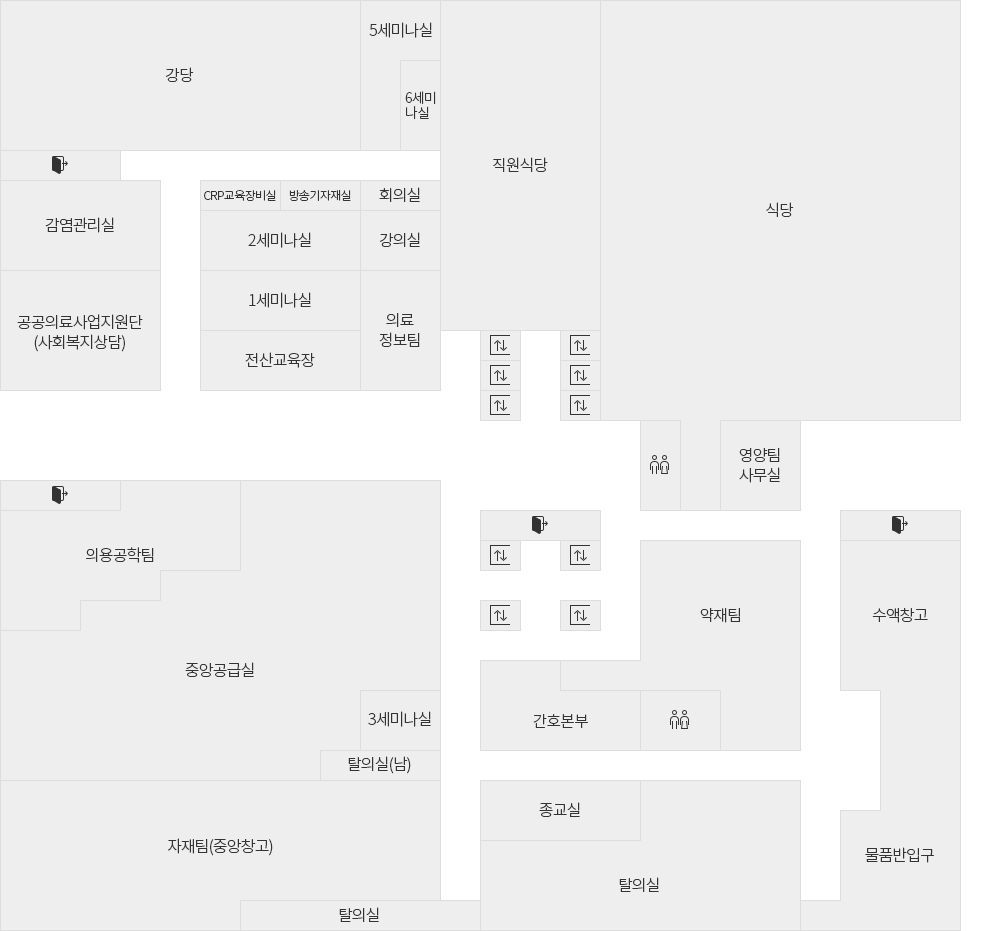 5세미나실
강당
6세미
나실
직원식당
CRP교육장비실
방송기자재실
회의실
식당
감염관리실
2세미나실
강의실
1세미나실
공공의료사업지원단
(사회복지상담)
의료
정보팀
전산교육장
영양팀
사무실
의용공학팀
약재팀
수액창고
중앙공급실
3세미나실
간호본부
탈의실(남)
종교실
자재팀(중앙창고)
물품반입구
탈의실
탈의실